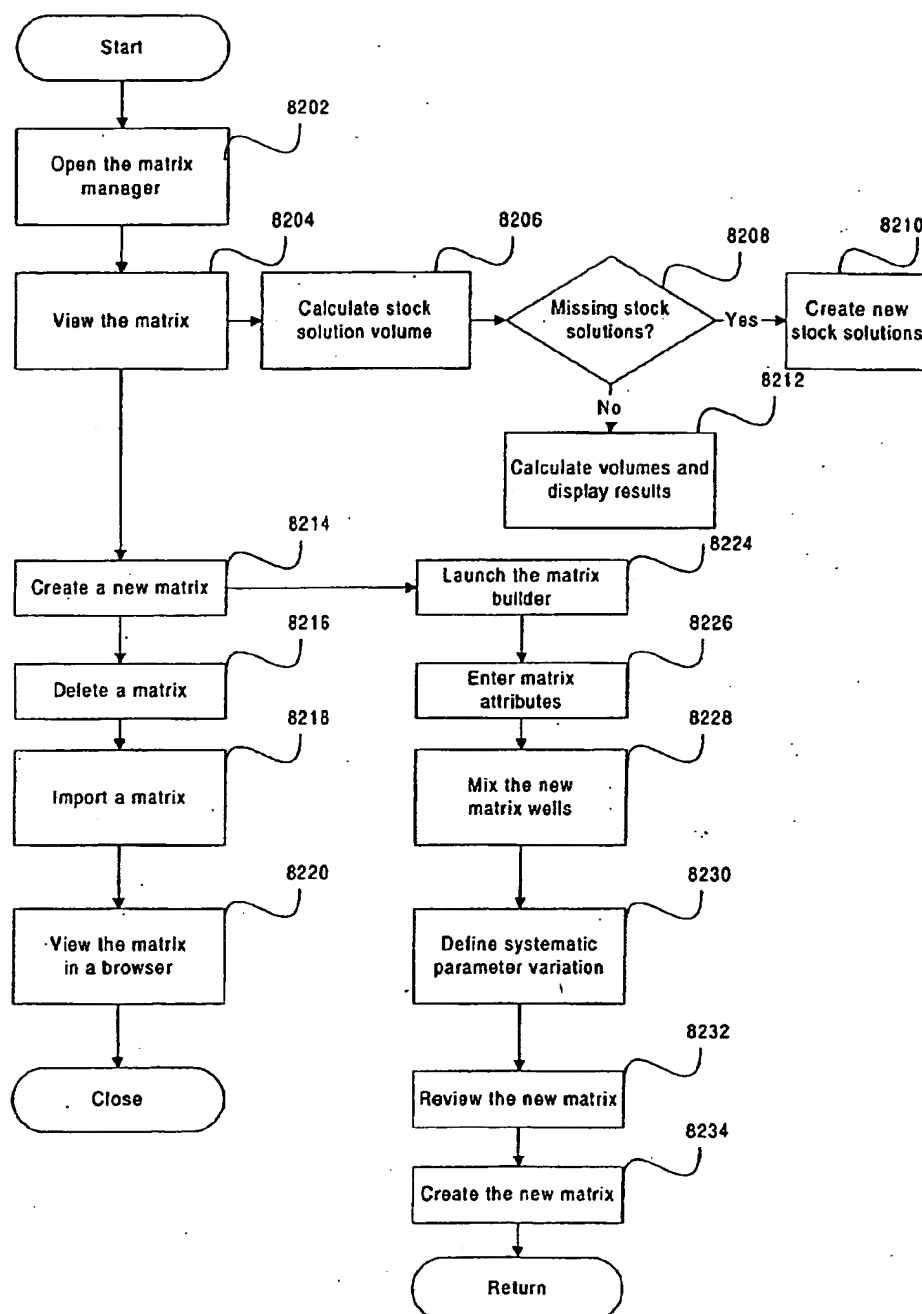 Start
8202
Open the matrix
manager
8204
View the matrix
8206
Calculate stock
solution volume
8208
Missing stock
solutions?
Yes
8210
Create new
stock solutions
No
8212
Calculate volumes and
display results
8214
Create a new matrix
8216
Delete a matrix
8218
Import a matrix
8220
View the matrix
in a browser
Close
8224
Launch the matrix
builder
8226
Enter matrix
attributes
8228
Mix the new
matrix wells
8230
Define systematic
parameter variation
8232
Review the new matrix
8234
Create the new matrix
Return